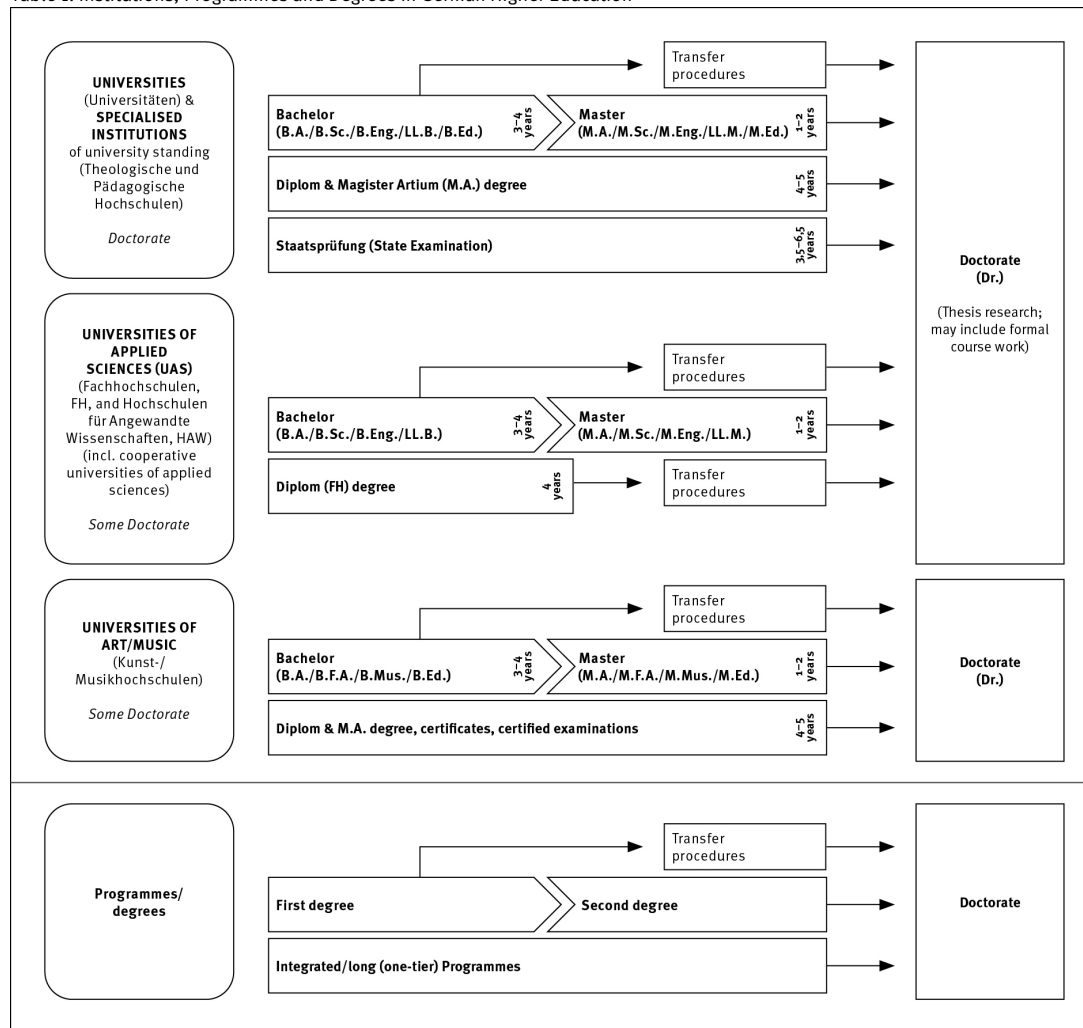 Table 1: Institutions, Programmes and Degrees in German Higher Education
UNIVERSITIES
(Universitäten) &
SPECIALISED
INSTITUTIONS
of university standing
(Theologische und
Pädagogische
Hochschulen)
Doctorate
Transfer
procedures
Bachelor
(B.A./B.Sc./B.Eng./LL.B./B.Ed.)
3–4
years
Master
(M.A./M.Sc./M.Eng./LL.M./M.Ed.)
1–2
years
Diplom & Magister Artium (M.A.) degree
4–5
years
Staatsprüfung (State Examination)
3,5–6,5
years
Doctorate
(Dr.)
(Thesis research;
may include formal
course work)
UNIVERSITIES OF
APPLIED
SCIENCES (UAS)
(Fachhochschulen,
FH, and Hochschulen
für Angewandte
Wissenschaften, HAW)
(incl. cooperative
universities of applied
sciences)
Some Doctorate
Transfer
procedures
Bachelor
(B.A./B.Sc./B.Eng./LL.B.)
3–4
years
Master
(M.A./M.Sc./M.Eng./LL.M.)
1–2
years
Diplom (FH) degree
4
years
Transfer
procedures
UNIVERSITIES OF
ART/MUSIC
(Kunst-/
Musikhochschulen)
Some Doctorate
Transfer
procedures
Bachelor
(B.A./B.F.A./B.Mus./B.Ed.)
3–4
years
Master
(M.A./M.F.A./M.Mus./M.Ed.)
1–2
years
Diplom & M.A. degree, certificates, certified examinations
4–5
years
Doctorate
(Dr.)
Programmes/
degrees
Transfer
procedures
First degree
Second degree
Integrated/long (one-tier) Programmes
Doctorate